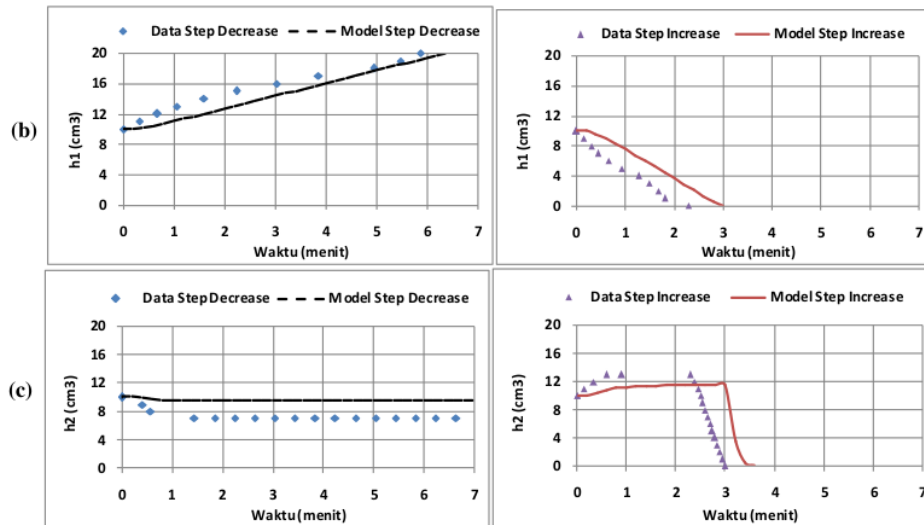 (b)
Data Step Decrease
Model Step Decrease
20
16
12
8
4
0
h1 (cm3)
0 1 2 3 4 5 6 7
Waktu (menit)
Data Step Increase
Model Step Increase
20
16
12
8
4
0
h1 (cm3)
0 1 2 3 4 5 6 7
Waktu (menit)
(c)
Data Step Decrease
Model Step Decrease
20
16
12
8
4
0
h2 (cm3)
0 1 2 3 4 5 6 7
Waktu (menit)
Data Step Increase
Model Step Increase
20
16
12
8
4
0
h2 (cm3)
0 1 2 3 4 5 6 7
Waktu (menit)